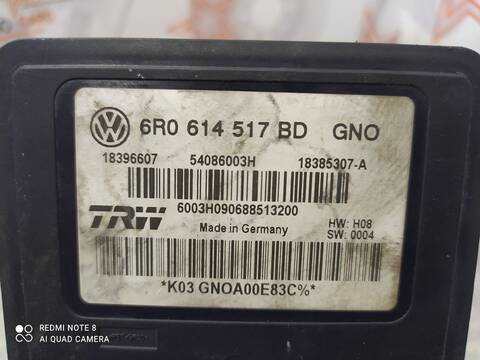 6R0 614 517 BD GNO
18396607 54086003H 18385307-A
TRW 6003H090688513200
Made in Germany HW: H08
SW: 0004
*K03 GNOA00E83C%*
REDMI NOTE 8
AI QUAD CAMERA